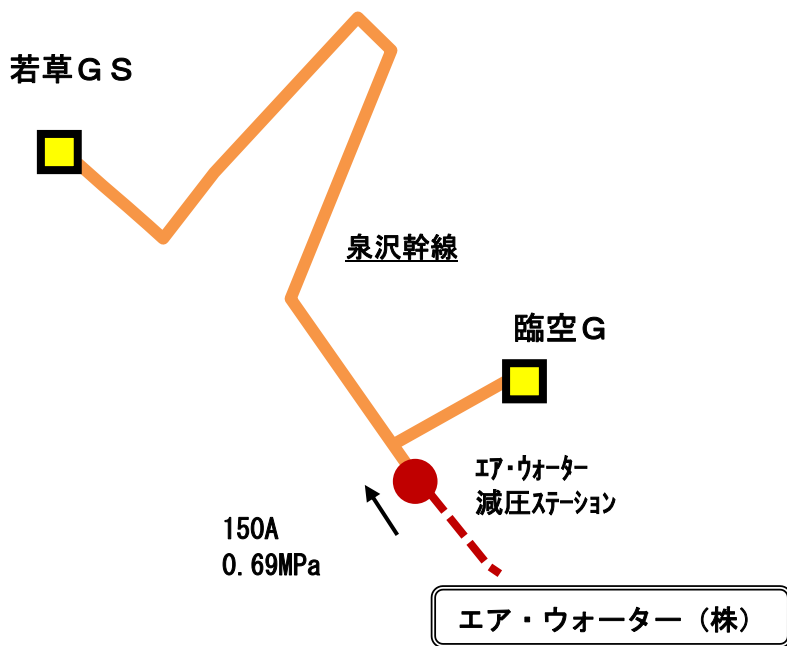 若草ＧＳ
泉沢幹線
臨空Ｇ
ｴｱ･ｳｫｰﾀｰ
減圧ｽﾃｰｼｮﾝ
150A
0.69MPa
エア・ウォーター（株）